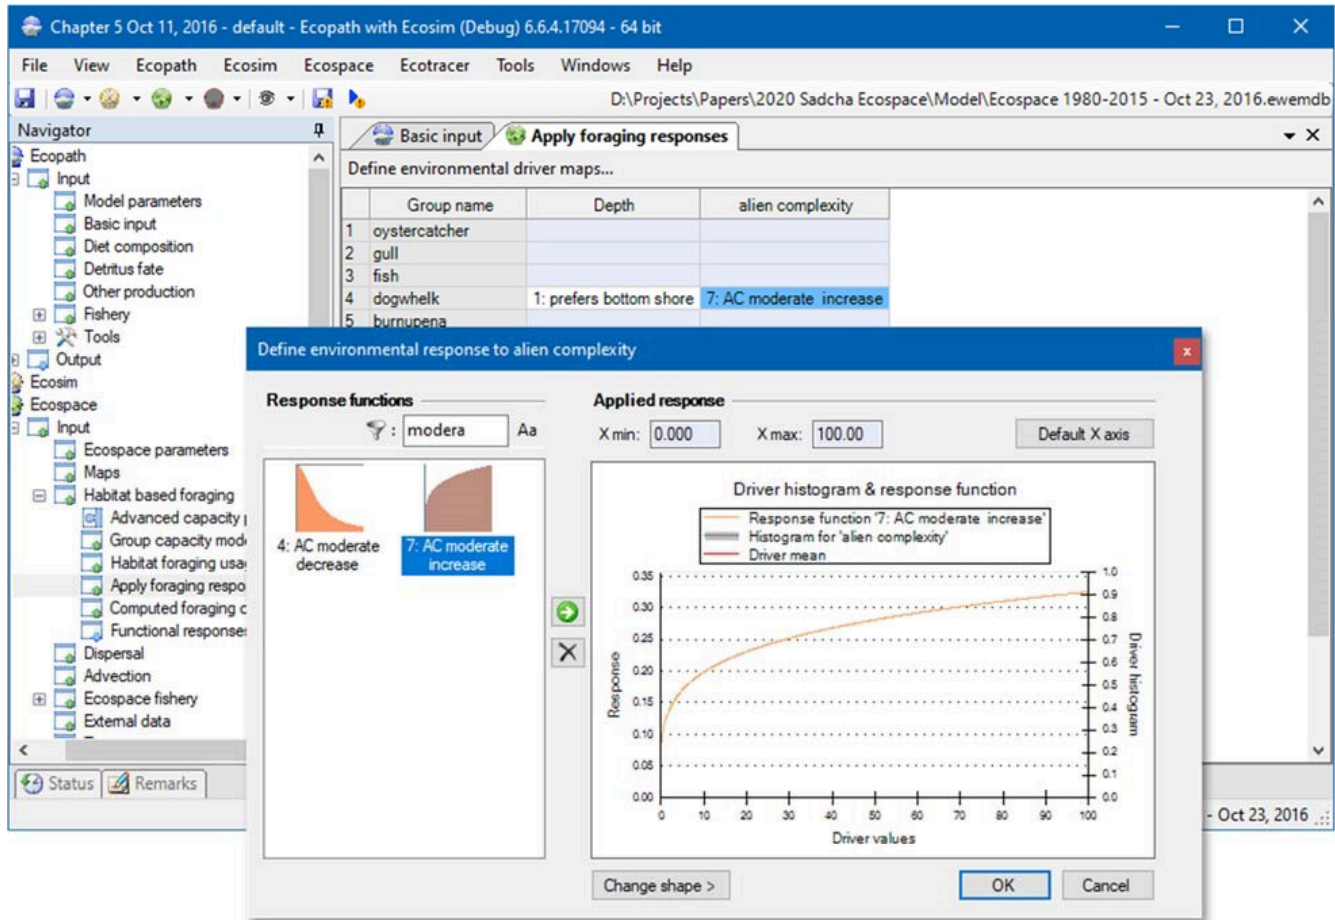 Chapter 5 Oct 11, 2016 - default - Ecopath with Ecosim (Debug) 6.6.4.17094 - 64 bit
File View Ecopath Ecosim Ecospace Ecotracer Tools Windows Help
D:\Projects\Papers\2020 Sadcha Ecospace\Model\Ecospace 1980-2015 - Oct 23, 2016.ewemdb
Navigator
Basic input
Apply foraging responses
Ecopath
Input
Model parameters
Basic input
Diet composition
Detritus fate
Other production
Fishery
Tools
Output
Ecosim
Ecospace
Input
Ecospace parameters
Maps
Habitat based foraging
Advanced capacity
Group capacity mod
Habitat foraging usa
Apply foraging respo
Computed foraging c
Functional response
Dispersal
Advection
Ecospace fishery
External data
Status
Remarks
Define environmental driver maps...
Group name Depth alien complexity
1 oystercatcher
2 gull
3 fish
4 dogwhelk 1: prefers bottom shore 7: AC moderate increase
5 burnupena
Define environmental response to alien complexity
Response functions
: modera Aa
4: AC moderate
decrease
7: AC moderate
increase
Applied response
X min: 0.000 X max: 100.00 Default X axis
Driver histogram & response function
Response function '7: AC moderate increase'
Histogram for 'alien complexity'
Driver mean
Response
0.35
0.30
0.25
0.20
0.15
0.10
0.05
0.00
1.0
0.9
0.8
0.7
0.6
0.5
0.4
0.3
0.2
0.1
0.0
Driver histogram
0 10 20 30 40 50 60 70 80 90 100
Driver values
Change shape > OK Cancel
- Oct 23, 2016